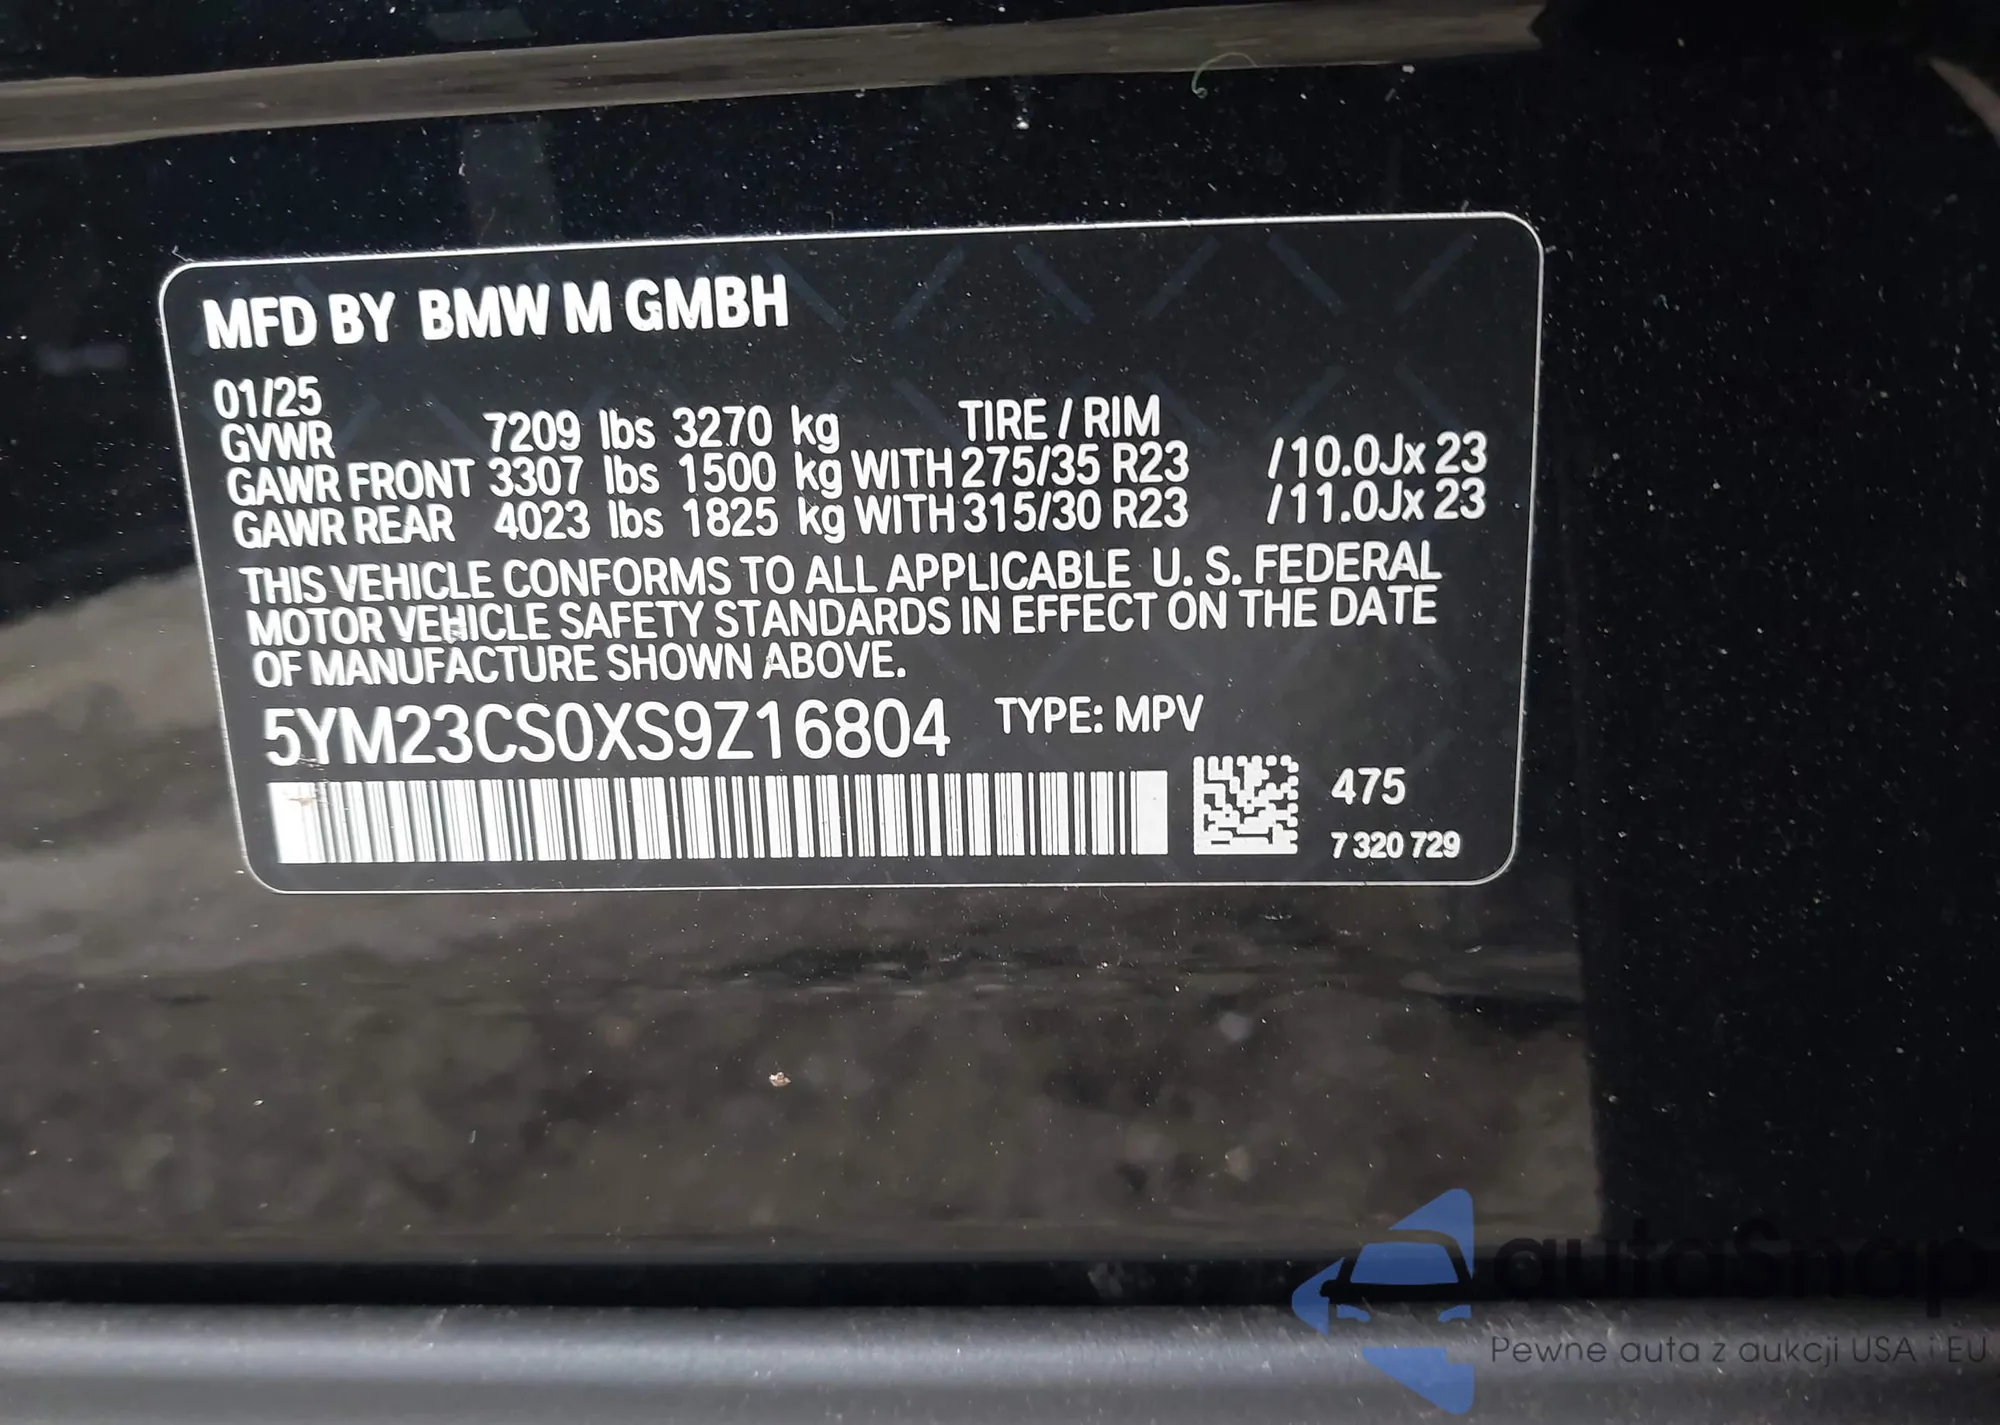 MFD BY BMW M GMBH
01/25
GVWR 7209 lbs 3270 kg TIRE / RIM
GAWR FRONT 3307 lbs 1500 kg WITH 275/35 R23 /10.0Jx 23
GAWR REAR 4023 lbs 1825 kg WITH 315/30 R23 /11.0Jx 23
THIS VEHICLE CONFORMS TO ALL APPLICABLE U. S. FEDERAL
MOTOR VEHICLE SAFETY STANDARDS IN EFFECT ON THE DATE
OF MANUFACTURE SHOWN ABOVE.
5YM23CS0XS9Z16804 TYPE: MPV
475
7 320 729
autoSnap
Pewne auta z aukcji USA i EU